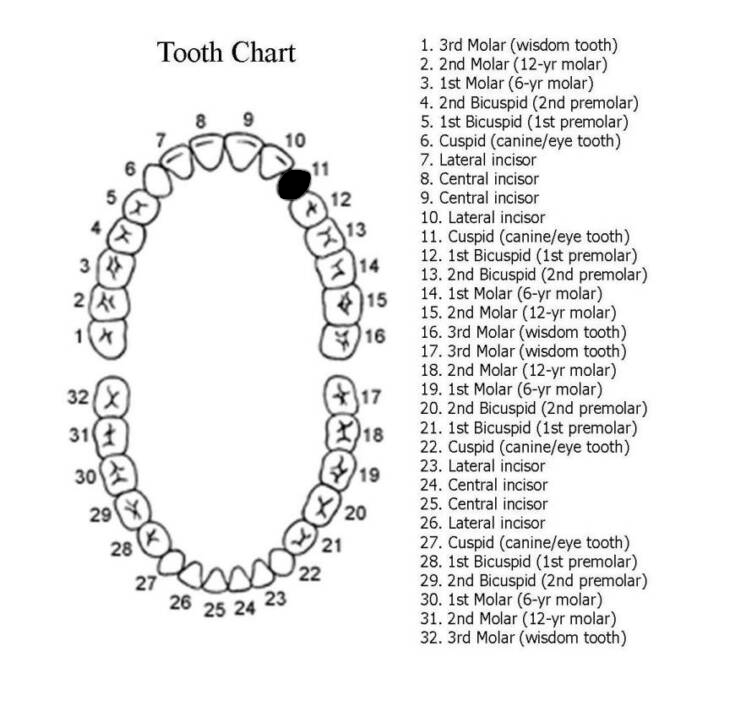 Tooth Chart
1. 3rd Molar (wisdom tooth)
2. 2nd Molar (12-yr molar)
3. 1st Molar (6-yr molar)
4. 2nd Bicuspid (2nd premolar)
5. 1st Bicuspid (1st premolar)
6. Cuspid (canine/eye tooth)
7. Lateral incisor
8. Central incisor
9. Central incisor
10. Lateral incisor
11. Cuspid (canine/eye tooth)
12. 1st Bicuspid (1st premolar)
13. 2nd Bicuspid (2nd premolar)
14. 1st Molar (6-yr molar)
15. 2nd Molar (12-yr molar)
16. 3rd Molar (wisdom tooth)
17. 3rd Molar (wisdom tooth)
18. 2nd Molar (12-yr molar)
19. 1st Molar (6-yr molar)
20. 2nd Bicuspid (2nd premolar)
21. 1st Bicuspid (1st premolar)
22. Cuspid (canine/eye tooth)
23. Lateral incisor
24. Central incisor
25. Central incisor
26. Lateral incisor
27. Cuspid (canine/eye tooth)
28. 1st Bicuspid (1st premolar)
29. 2nd Bicuspid (2nd premolar)
30. 1st Molar (6-yr molar)
31. 2nd Molar (12-yr molar)
32. 3rd Molar (wisdom tooth)
1
2
3
4
5
6
7
8
9
10
11
12
13
14
15
16
17
18
19
20
21
22
23
24
25
26
27
28
29
30
31
32